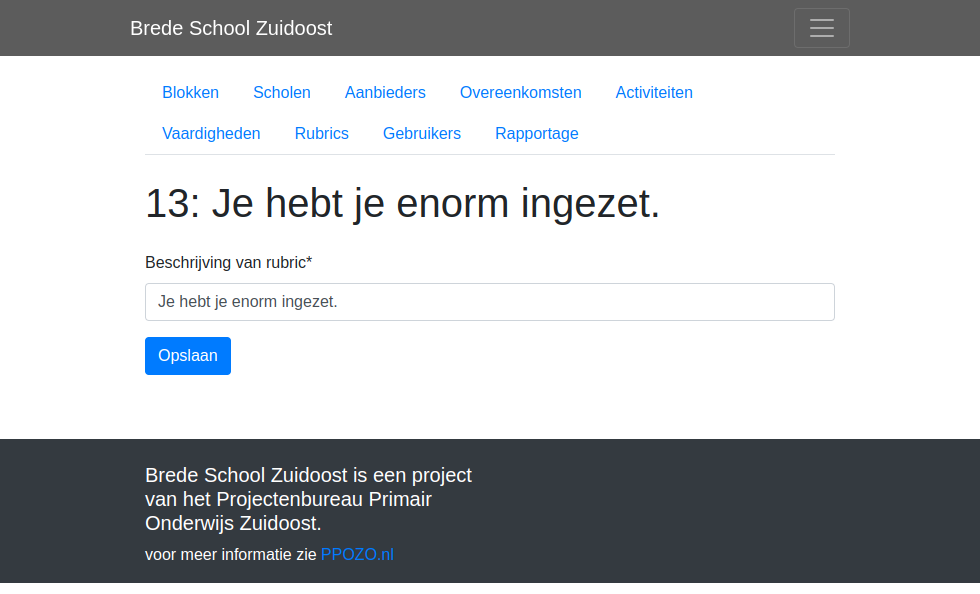 Brede School Zuidoost
Blokken Scholen Aanbieders Overeenkomsten Activiteiten
Vaardigheden Rubrics Gebruikers Rapportage
13: Je hebt je enorm ingezet.
Beschrijving van rubric*
Je hebt je enorm ingezet.
Opslaan
Brede School Zuidoost is een project
van het Projectenbureau Primair
Onderwijs Zuidoost.
voor meer informatie zie PPOZO.nl